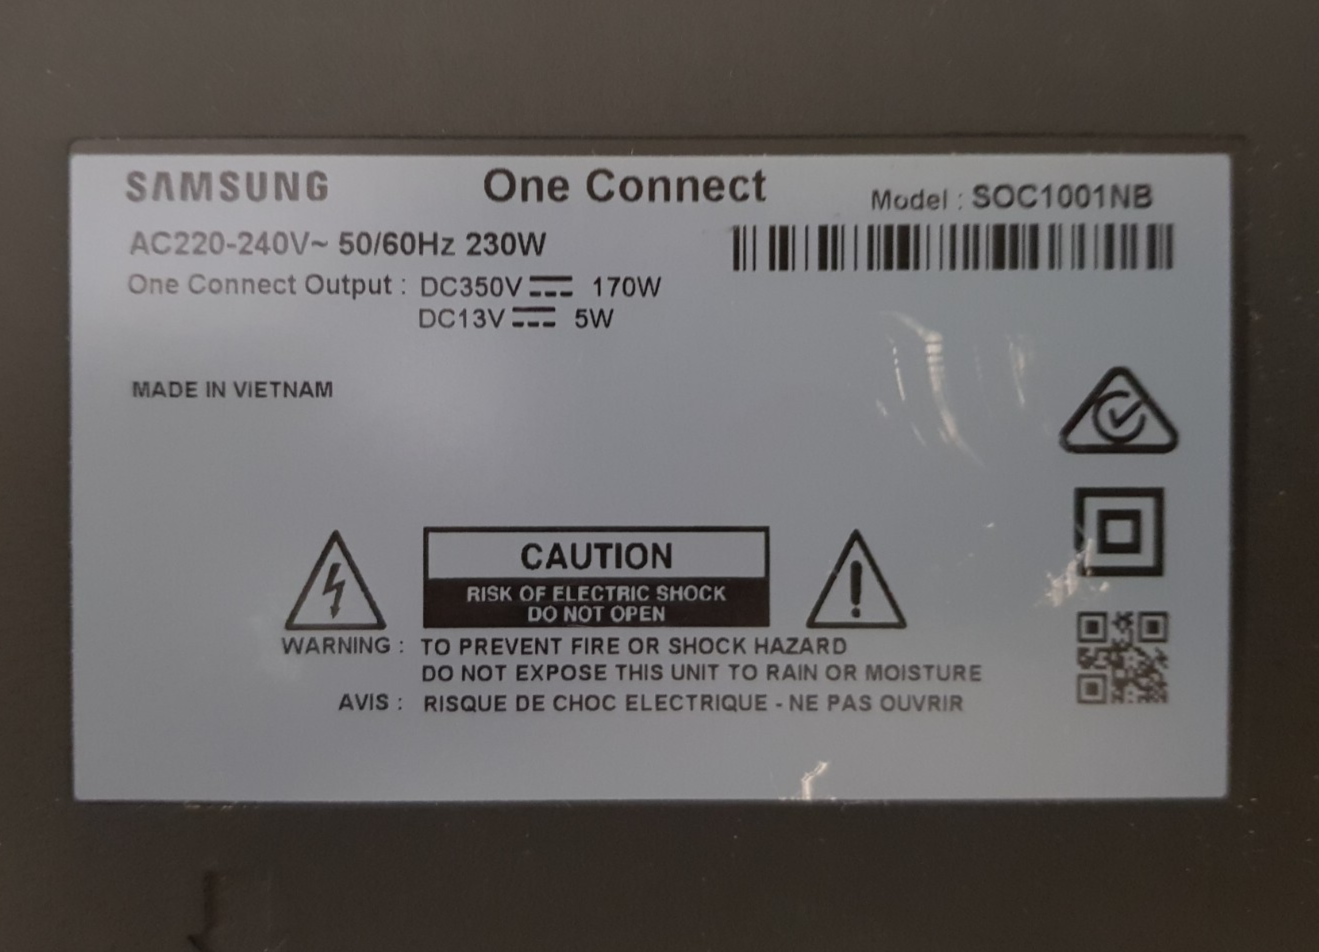 SAMSUNG One Connect Model : SOC1001NB
AC220-240V~ 50/60Hz 230W
One Connect Output : DC350V⎓ 170W
DC13V⎓ 5W
MADE IN VIETNAM
CAUTION
RISK OF ELECTRIC SHOCK
DO NOT OPEN
WARNING : TO PREVENT FIRE OR SHOCK HAZARD
DO NOT EXPOSE THIS UNIT TO RAIN OR MOISTURE
AVIS : RISQUE DE CHOC ELECTRIQUE - NE PAS OUVRIR